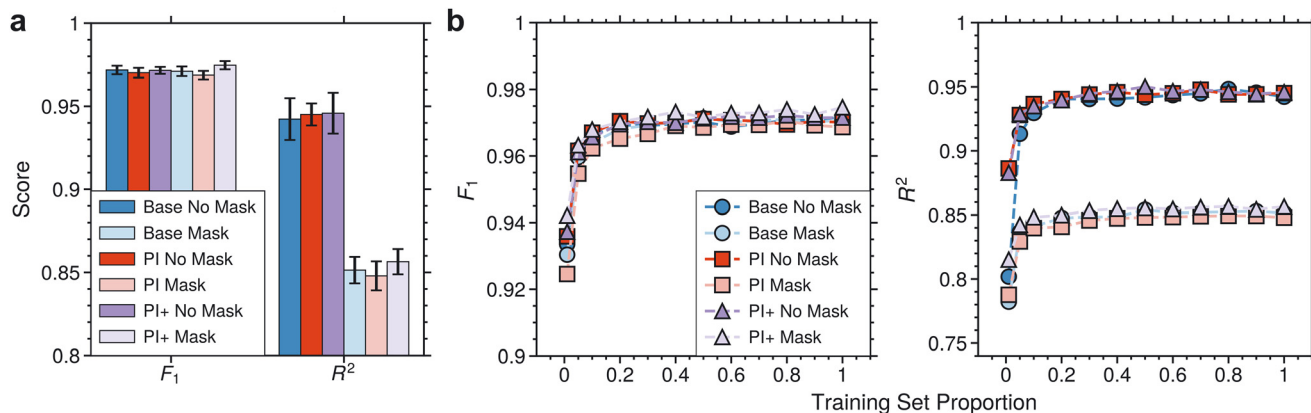 a
Score
1
0.95
0.9
0.85
0.8
F1
R2
Base No Mask
Base Mask
PI No Mask
PI Mask
PI+ No Mask
PI+ Mask
b
F1
1
0.98
0.96
0.94
0.92
0.9
0
0.2
0.4
0.6
0.8
1
Base No Mask
Base Mask
PI No Mask
PI Mask
PI+ No Mask
PI+ Mask
R2
1
0.95
0.9
0.85
0.8
0.75
0
0.2
0.4
0.6
0.8
1
Training Set Proportion